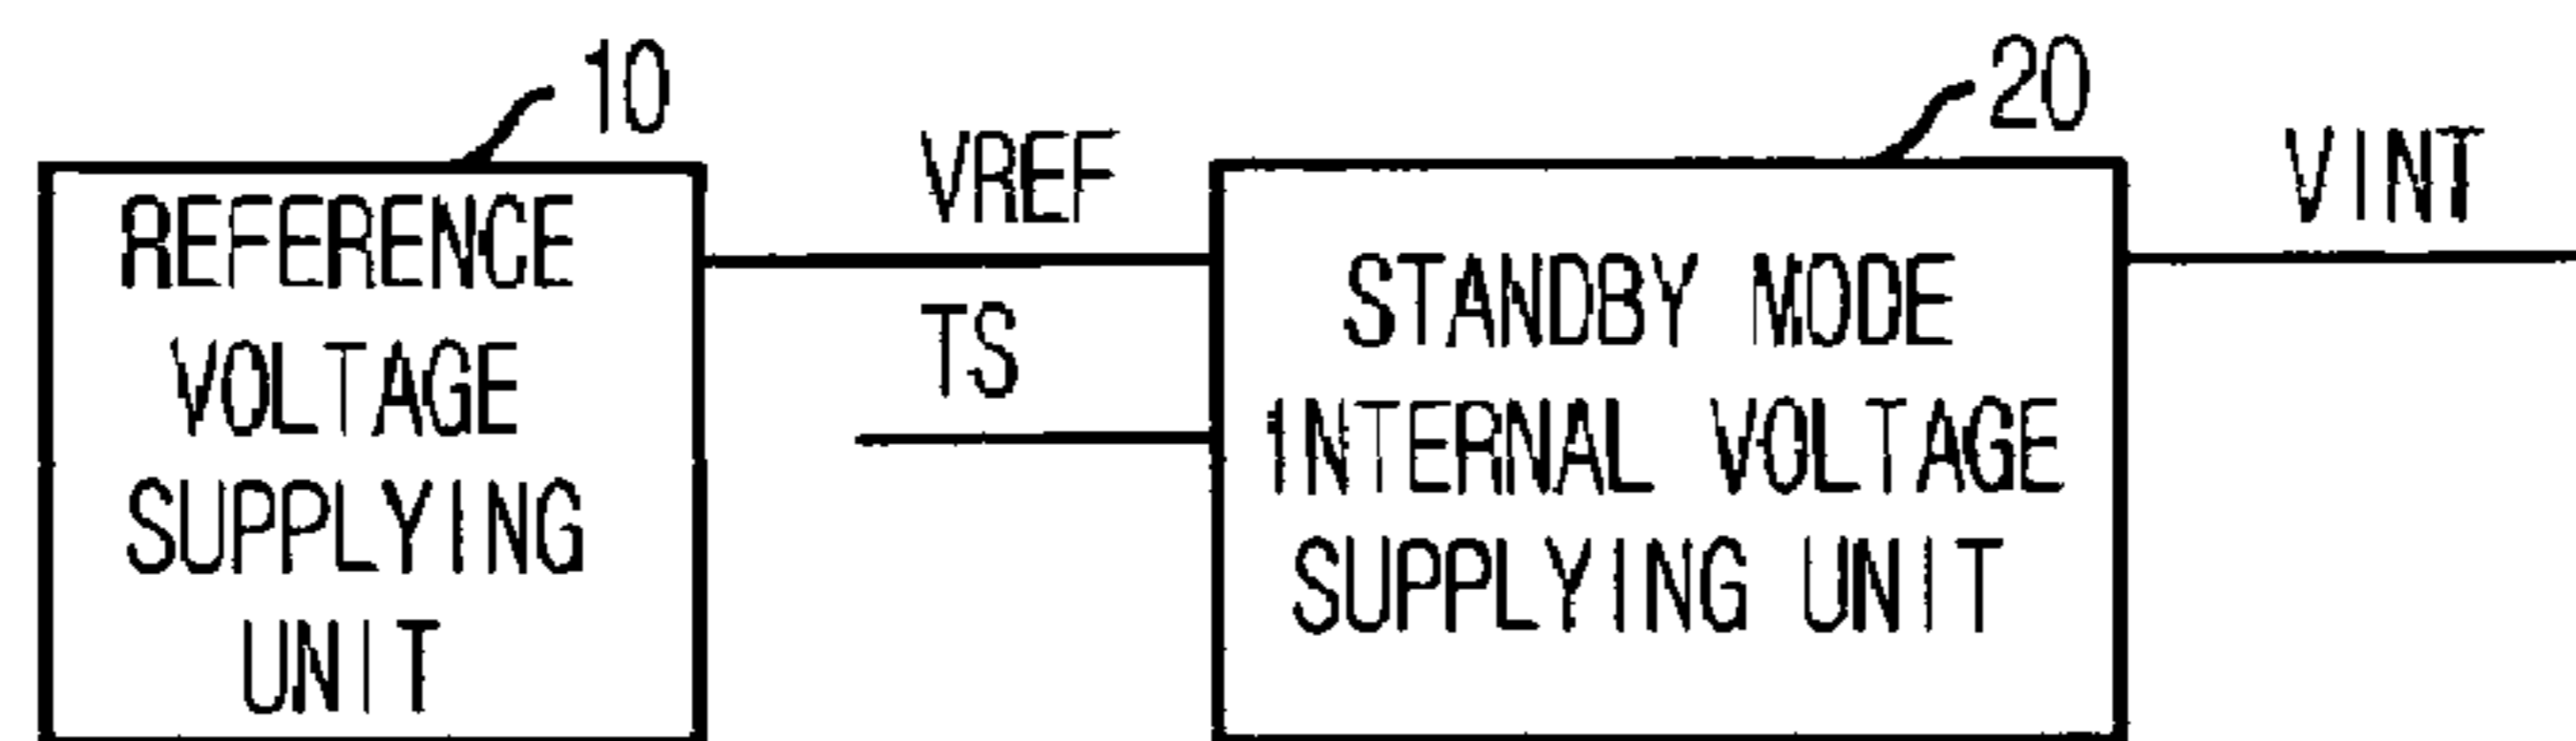 10
REFERENCE
VOLTAGE
SUPPLYING
UNIT
VREF
TS
20
STANDBY MODE
INTERNAL VOLTAGE
SUPPLYING UNIT
VINT